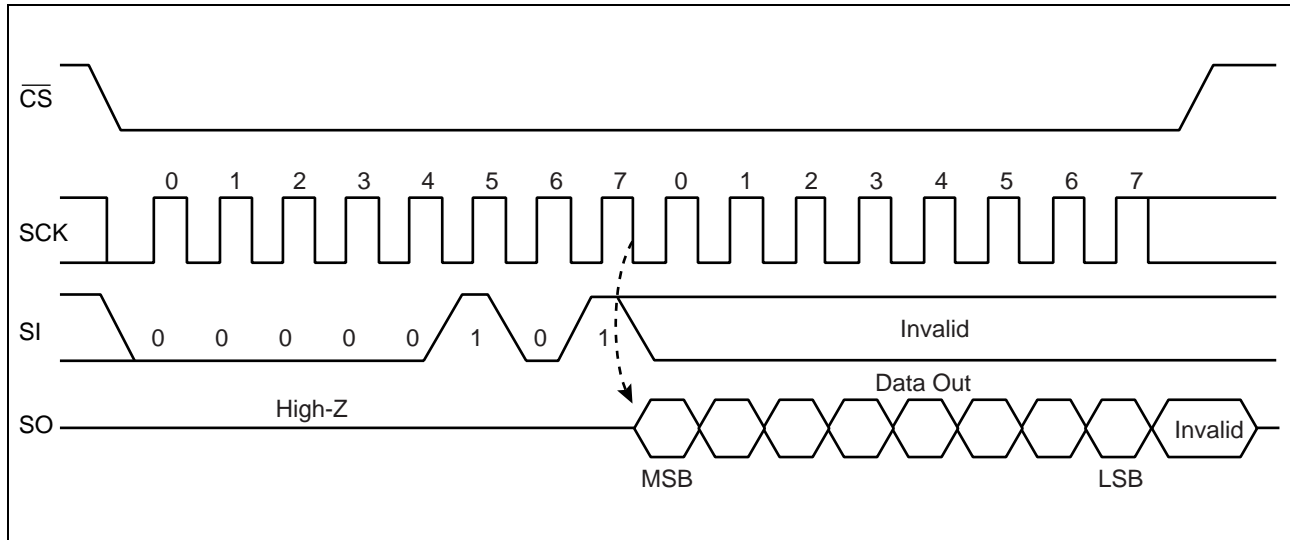 C̅S̅
0 1 2 3 4 5 6 7 0 1 2 3 4 5 6 7
SCK
SI 0 0 0 0 0 1 0 1 Invalid
Data Out
High-Z
SO Invalid
MSB LSB